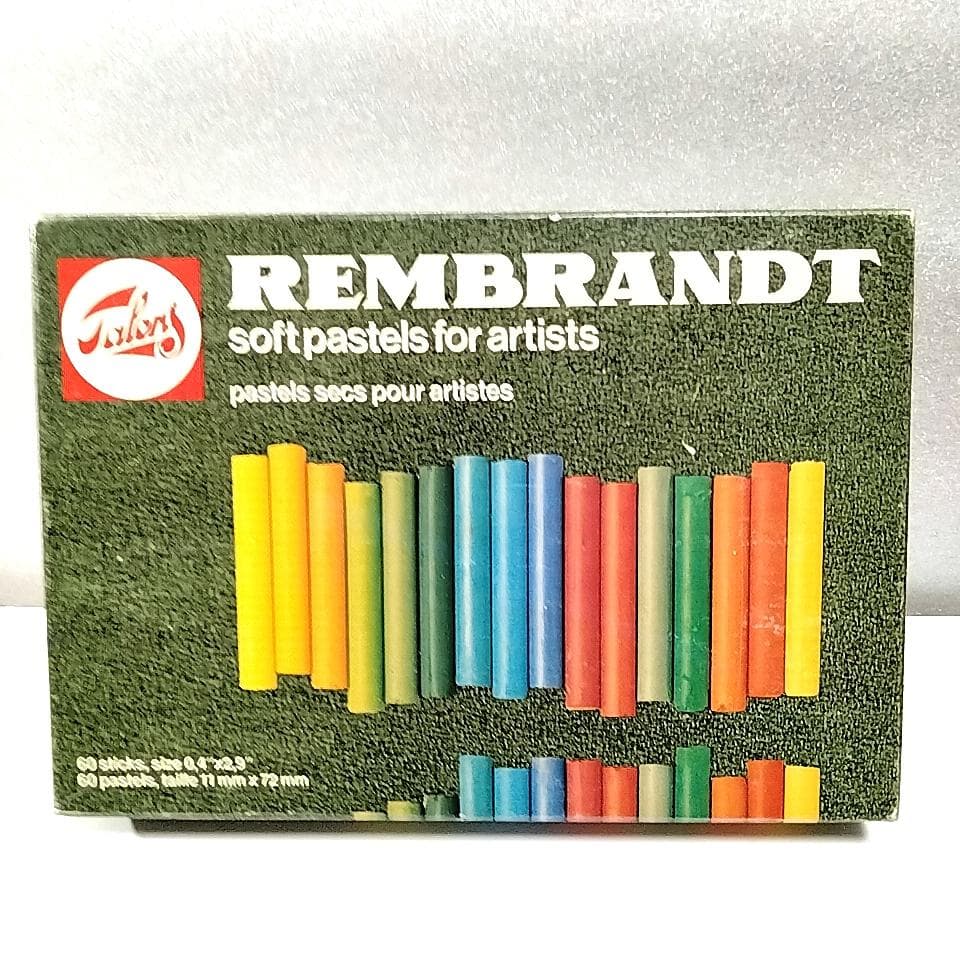 Talens
REMBRANDT
soft pastels for artists
pastels secs pour artistes
60 sticks, size 0,4"x2,9"
60 pastels, taille 11 mm x 72 mm